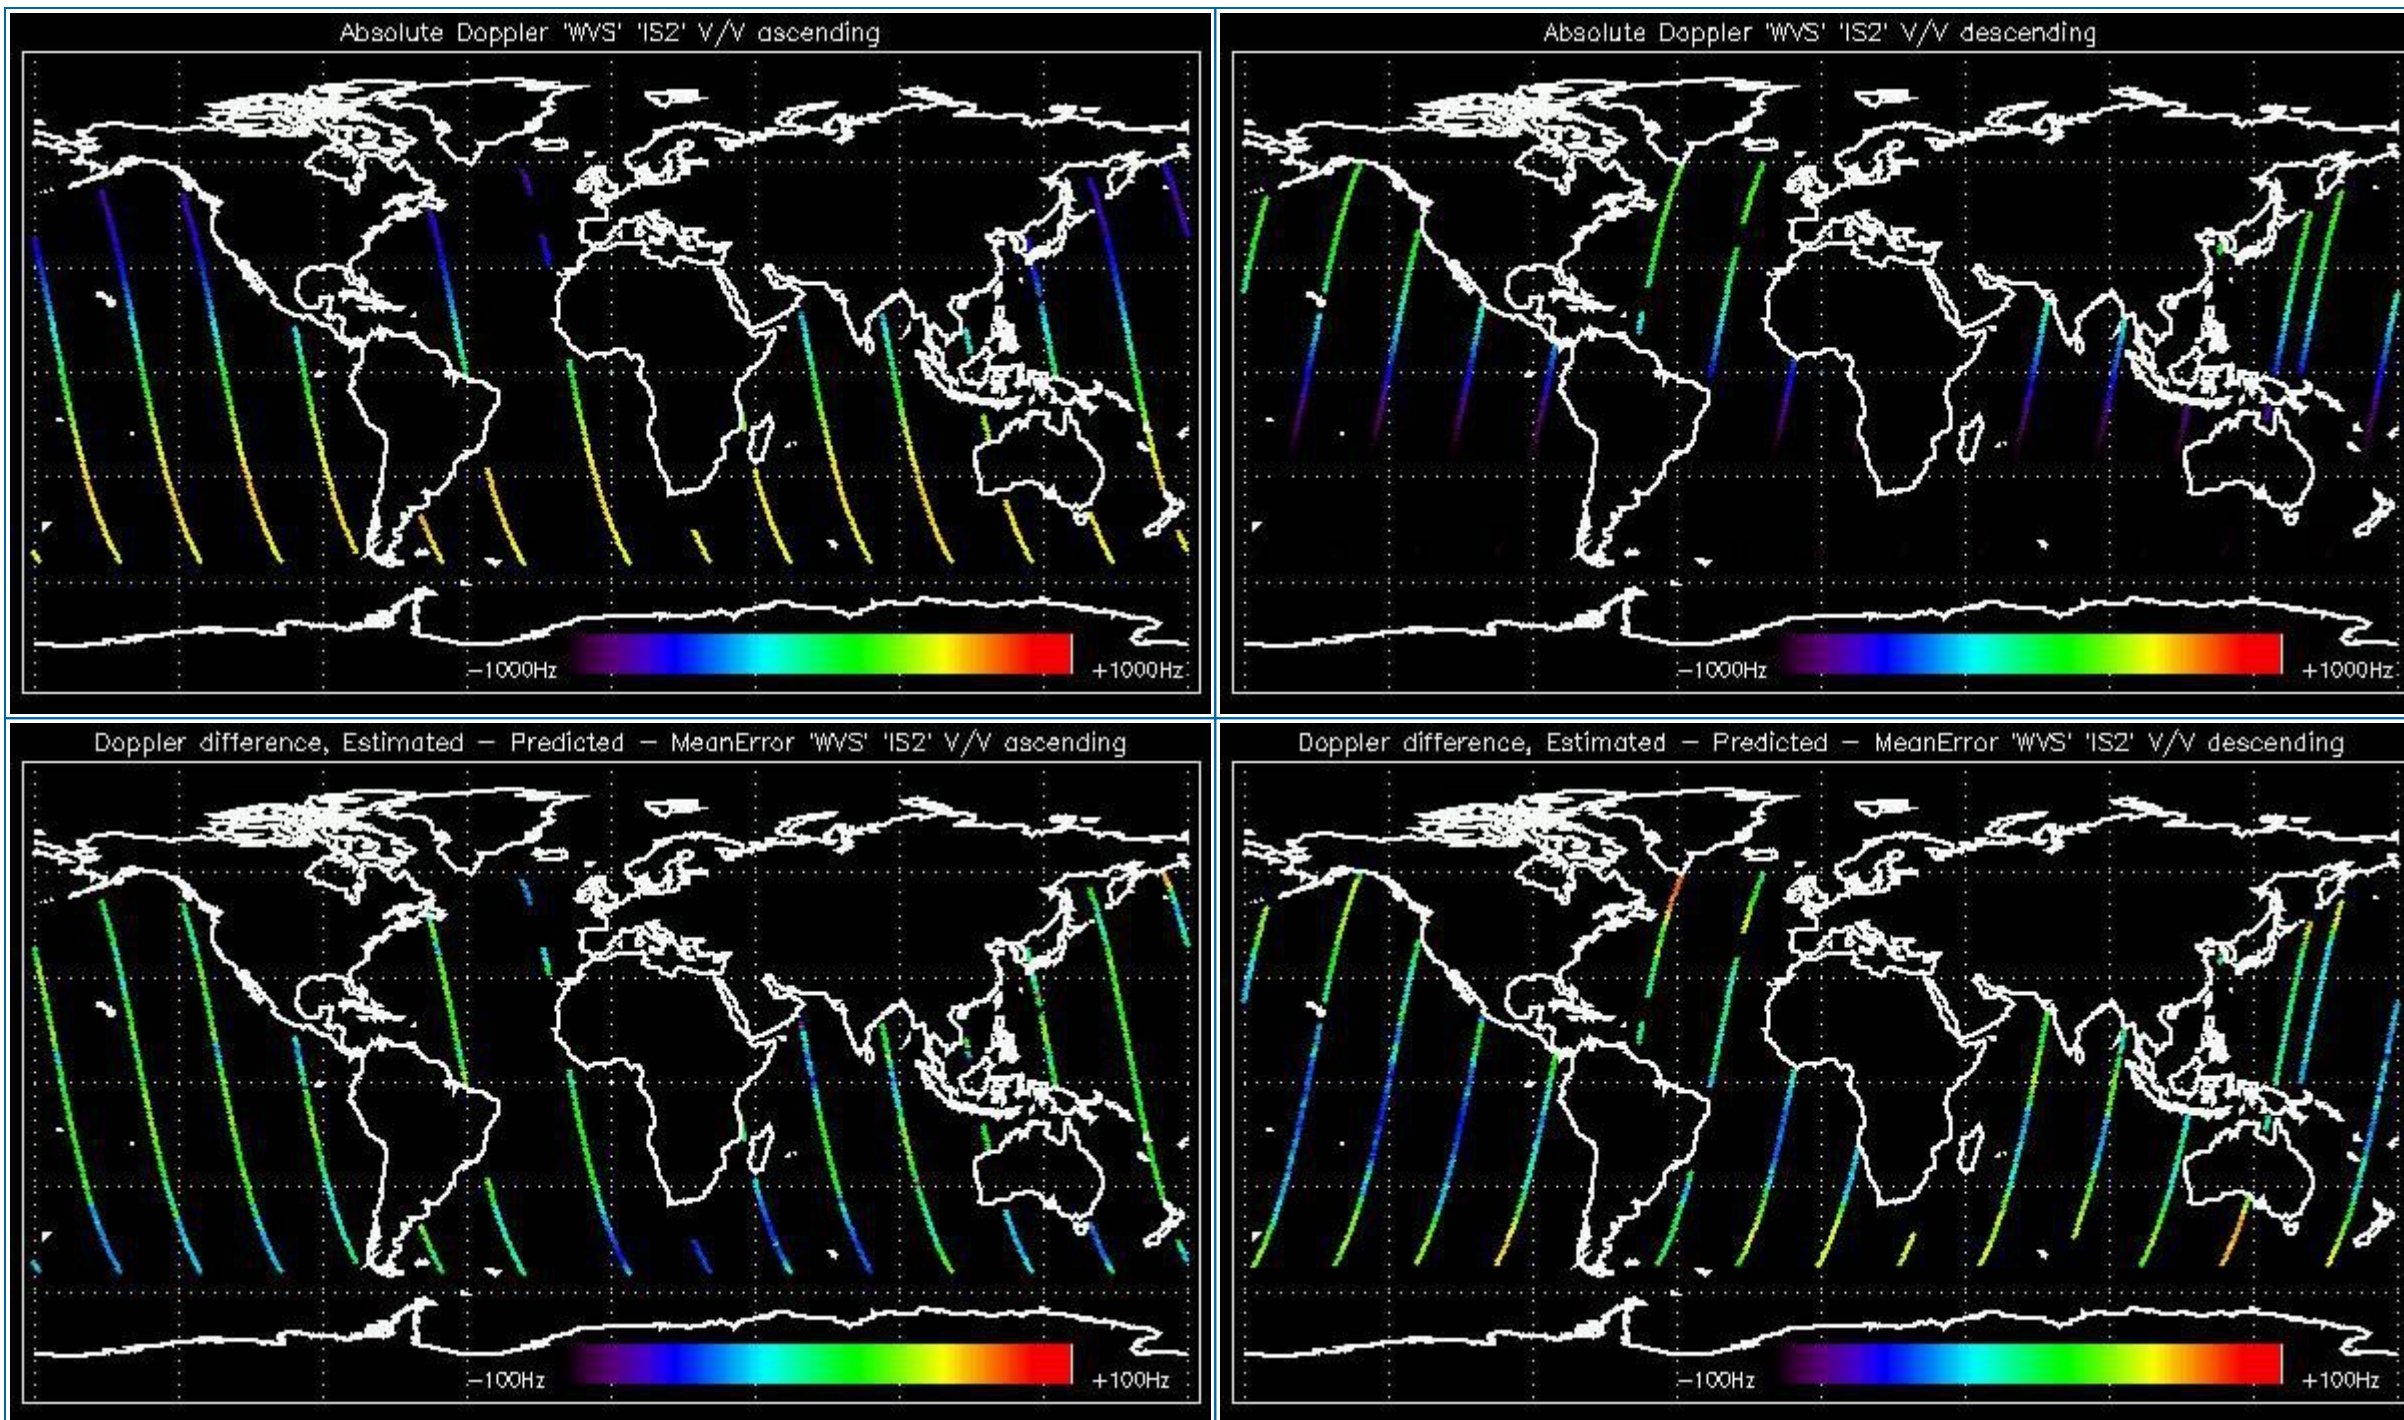 Absolute Doppler 'WVS' 'IS2' V/V ascending
-1000Hz
+1000Hz
Absolute Doppler 'WVS' 'IS2' V/V descending
-1000Hz
+1000Hz
Doppler difference, Estimated - Predicted - MeanError 'WVS' 'IS2' V/V ascending
-100Hz
+100Hz
Doppler difference, Estimated - Predicted - MeanError 'WVS' 'IS2' V/V descending
-100Hz
+100Hz